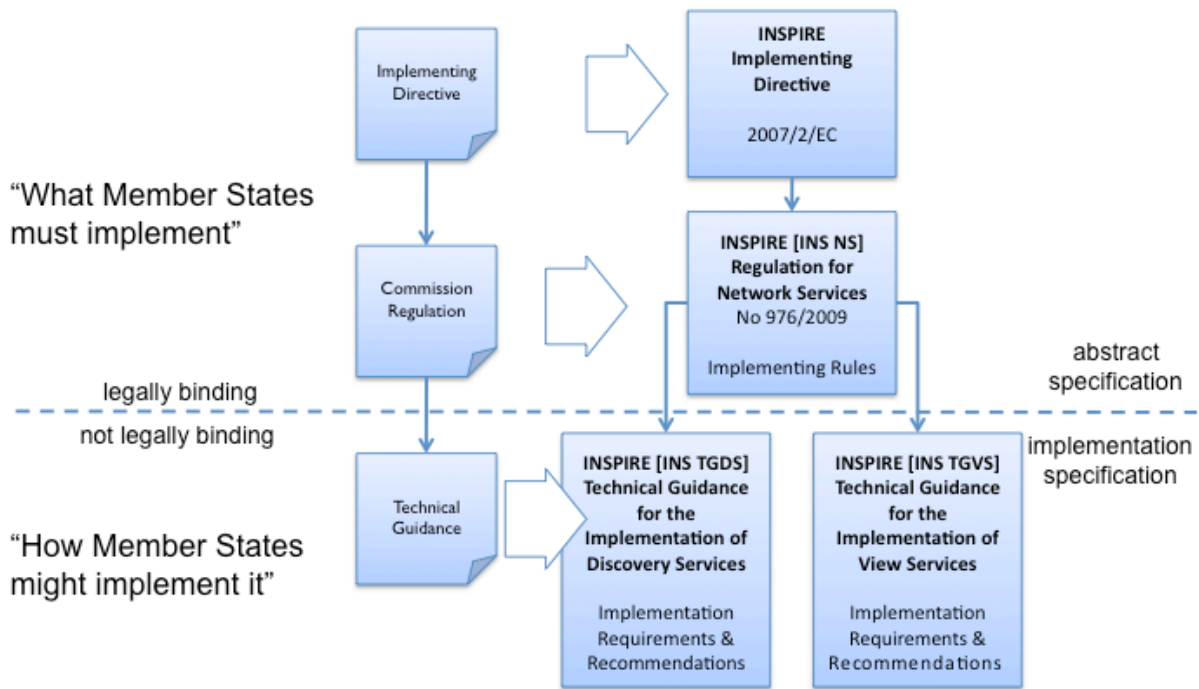 Implementing
Directive
INSPIRE
Implementing
Directive
2007/2/EC
“What Member States
must implement”
Commission
Regulation
INSPIRE [INS NS]
Regulation for
Network Services
No 976/2009
Implementing Rules
abstract
specification
legally binding
not legally binding
implementation
specification
Technical
Guidance
INSPIRE [INS TGDS]
Technical Guidance
for the
Implementation of
Discovery Services
Implementation
Requirements &
Recommendations
INSPIRE [INS TGVS]
Technical Guidance
for the
Implementation of
View Services
Implementation
Requirements &
Recommendations
“How Member States
might implement it”